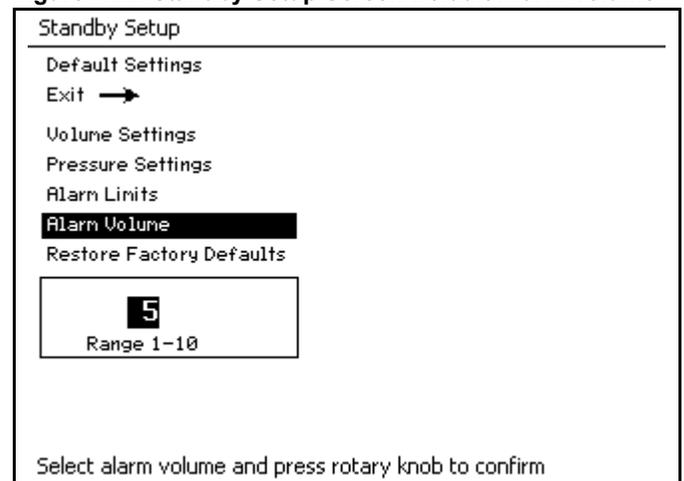 Standby Setup
Default Settings
Exit
Volume Settings
Pressure Settings
Alarm Limits
Alarm Volume
Restore Factory Defaults
5
Range 1-10
Select alarm volume and press rotary knob to confirm